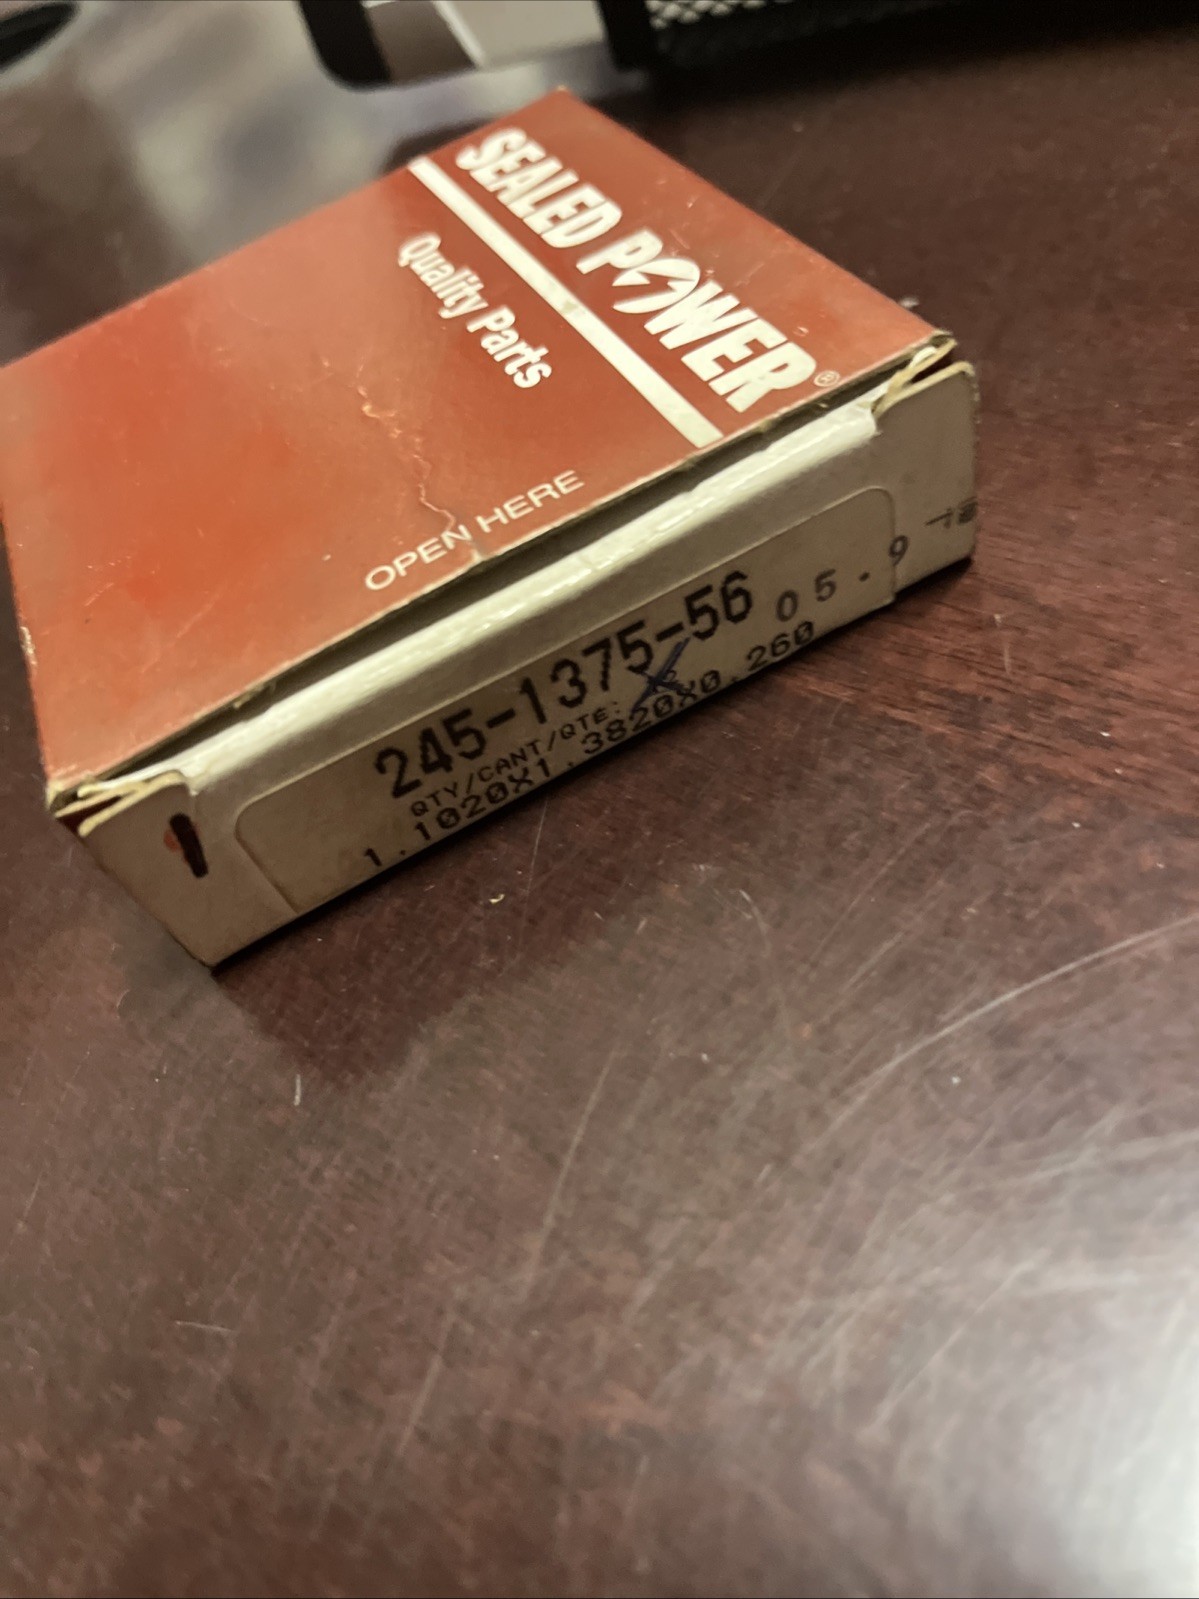 SEALED POWER®
Quality Parts
OPEN HERE
245-1375-56
QTY/CANT/QTE:
1.1020X1.3820X0.260
05.9